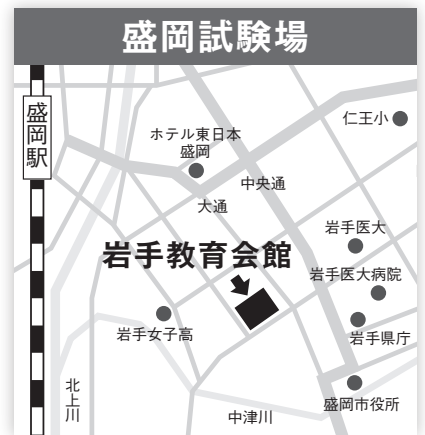 盛岡試験場
盛岡駅
仁王小
ホテル東日本
盛岡
中央通
大通
岩手医大
岩手教育会館
岩手医大病院
岩手女子高
岩手県庁
北上川
盛岡市役所
中津川